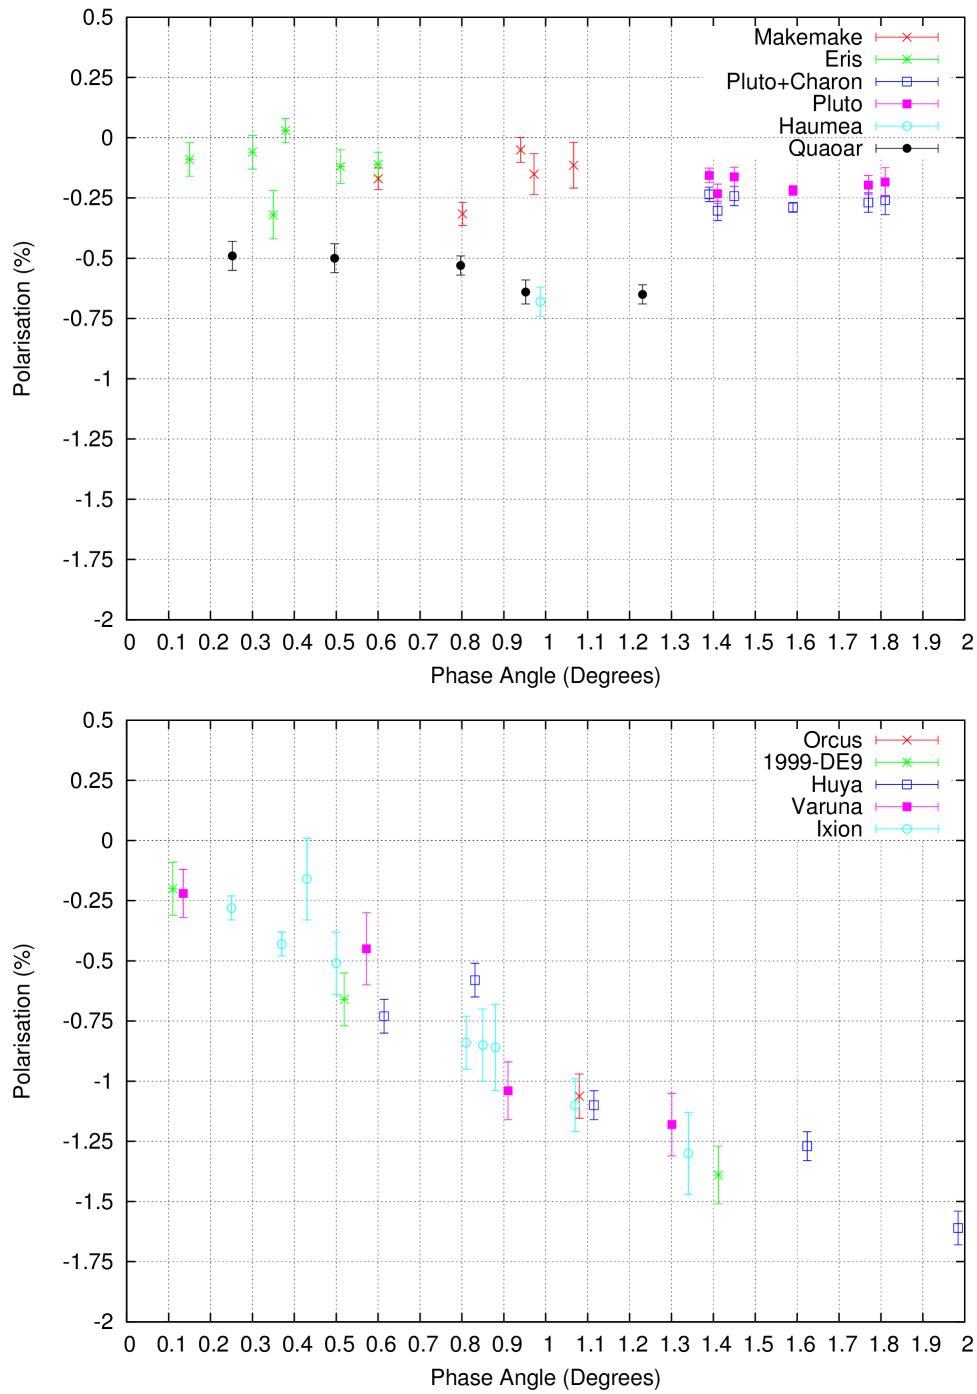 0.5
0.25
0
-0.25
-0.5
-0.75
-1
-1.25
-1.5
-1.75
-2
Polarisation (%)
Makemake
Eris
Pluto+Charon
Pluto
Haumea
Quaoar
0 0.1 0.2 0.3 0.4 0.5 0.6 0.7 0.8 0.9 1 1.1 1.2 1.3 1.4 1.5 1.6 1.7 1.8 1.9 2
Phase Angle (Degrees)
0.5
0.25
0
-0.25
-0.5
-0.75
-1
-1.25
-1.5
-1.75
-2
Polarisation (%)
Orcus
1999-DE9
Huya
Varuna
Ixion
0 0.1 0.2 0.3 0.4 0.5 0.6 0.7 0.8 0.9 1 1.1 1.2 1.3 1.4 1.5 1.6 1.7 1.8 1.9 2
Phase Angle (Degrees)